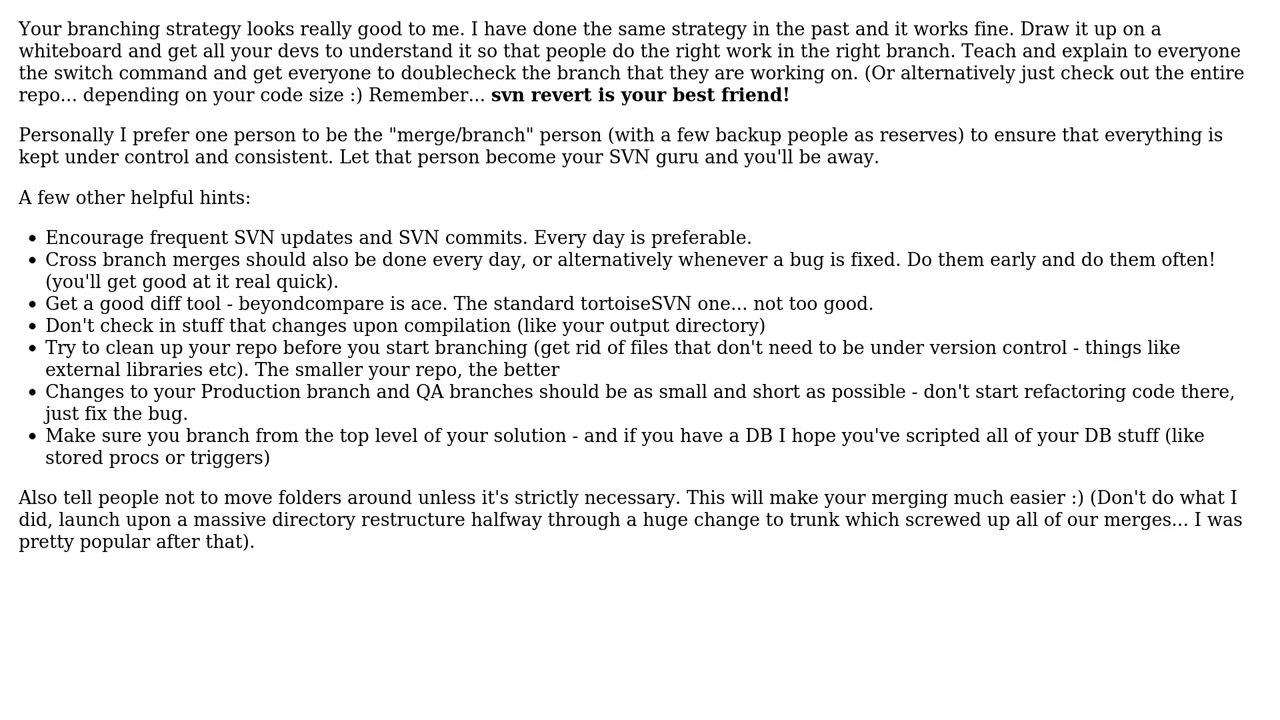 Your branching strategy looks really good to me. I have done the same strategy in the past and it works fine. Draw it up on a
whiteboard and get all your devs to understand it so that people do the right work in the right branch. Teach and explain to everyone
the switch command and get everyone to doublecheck the branch that they are working on. (Or alternatively just check out the entire
repo... depending on your code size :) Remember... svn revert is your best friend!
Personally I prefer one person to be the "merge/branch" person (with a few backup people as reserves) to ensure that everything is
kept under control and consistent. Let that person become your SVN guru and you'll be away.
A few other helpful hints:
• Encourage frequent SVN updates and SVN commits. Every day is preferable.
• Cross branch merges should also be done every day, or alternatively whenever a bug is fixed. Do them early and do them often!
(you'll get good at it real quick).
• Get a good diff tool - beyondcompare is ace. The standard tortoiseSVN one... not too good.
• Don't check in stuff that changes upon compilation (like your output directory)
• Try to clean up your repo before you start branching (get rid of files that don't need to be under version control - things like
external libraries etc). The smaller your repo, the better
• Changes to your Production branch and QA branches should be as small and short as possible - don't start refactoring code there,
just fix the bug.
• Make sure you branch from the top level of your solution - and if you have a DB I hope you've scripted all of your DB stuff (like
stored procs or triggers)
Also tell people not to move folders around unless it's strictly necessary. This will make your merging much easier :) (Don't do what I
did, launch upon a massive directory restructure halfway through a huge change to trunk which screwed up all of our merges... I was
pretty popular after that).